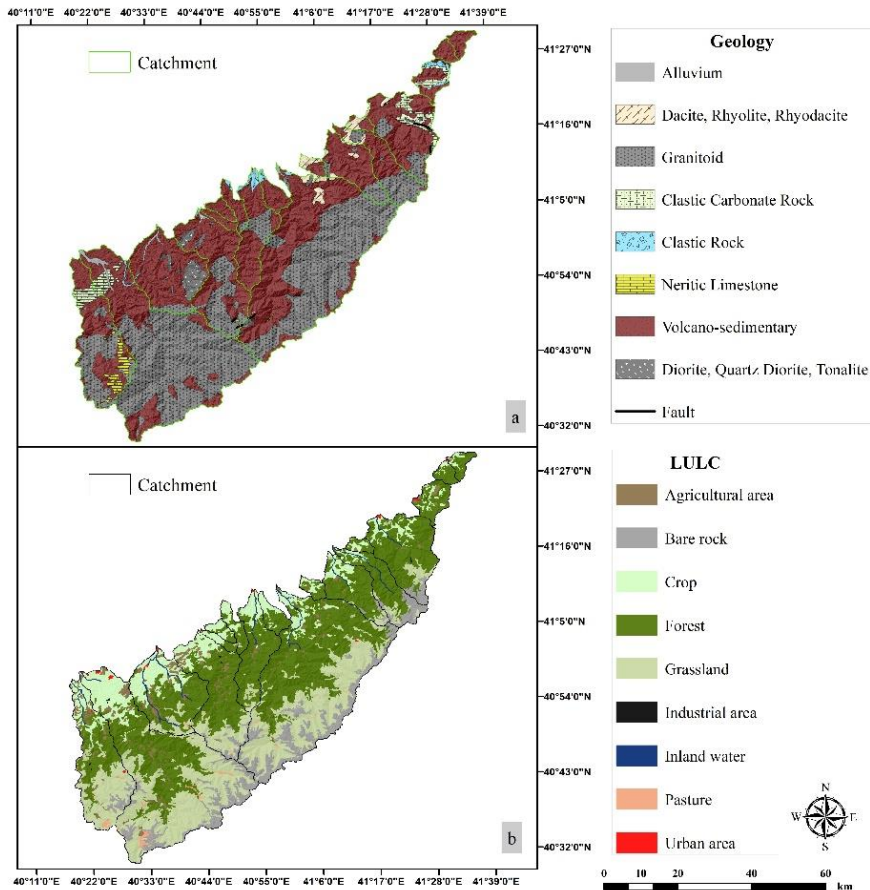 40°11'0"E 40°22'0"E 40°33'0"E 40°44'0"E 40°55'0"E 41°6'0"E 41°17'0"E 41°28'0"E 41°39'0"E
Catchment
41°27'0"N
41°16'0"N
41°5'0"N
40°54'0"N
40°43'0"N
40°32'0"N
a
Geology
Alluvium
Dacite, Rhyolite, Rhyodacite
Granitoid
Clastic Carbonate Rock
Clastic Rock
Neritic Limestone
Volcano-sedimentary
Diorite, Quartz Diorite, Tonalite
Fault
Catchment
41°27'0"N
41°16'0"N
41°5'0"N
40°54'0"N
40°43'0"N
40°32'0"N
b
40°11'0"E 40°22'0"E 40°33'0"E 40°44'0"E 40°55'0"E 41°6'0"E 41°17'0"E 41°28'0"E 41°39'0"E
LULC
Agricultural area
Bare rock
Crop
Forest
Grassland
Industrial area
Inland water
Pasture
Urban area
N
W E
S
0 10 20 40 60
km